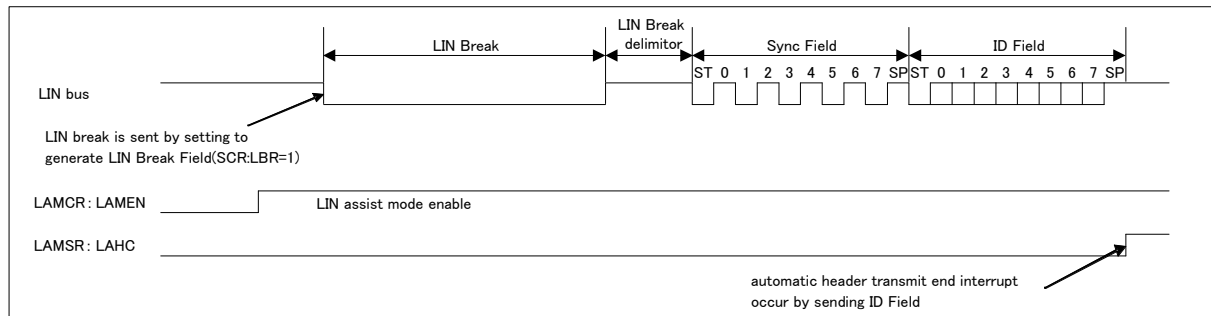 LIN Break
LIN Break
delimitor
Sync Field
ID Field
ST 0 1 2 3 4 5 6 7 SP ST 0 1 2 3 4 5 6 7 SP
LIN bus
LIN break is sent by setting to
generate LIN Break Field(SCR:LBR=1)
LAMCR: LAMEN
LIN assist mode enable
LAMSR: LAHC
automatic header transmit end interrupt
occur by sending ID Field